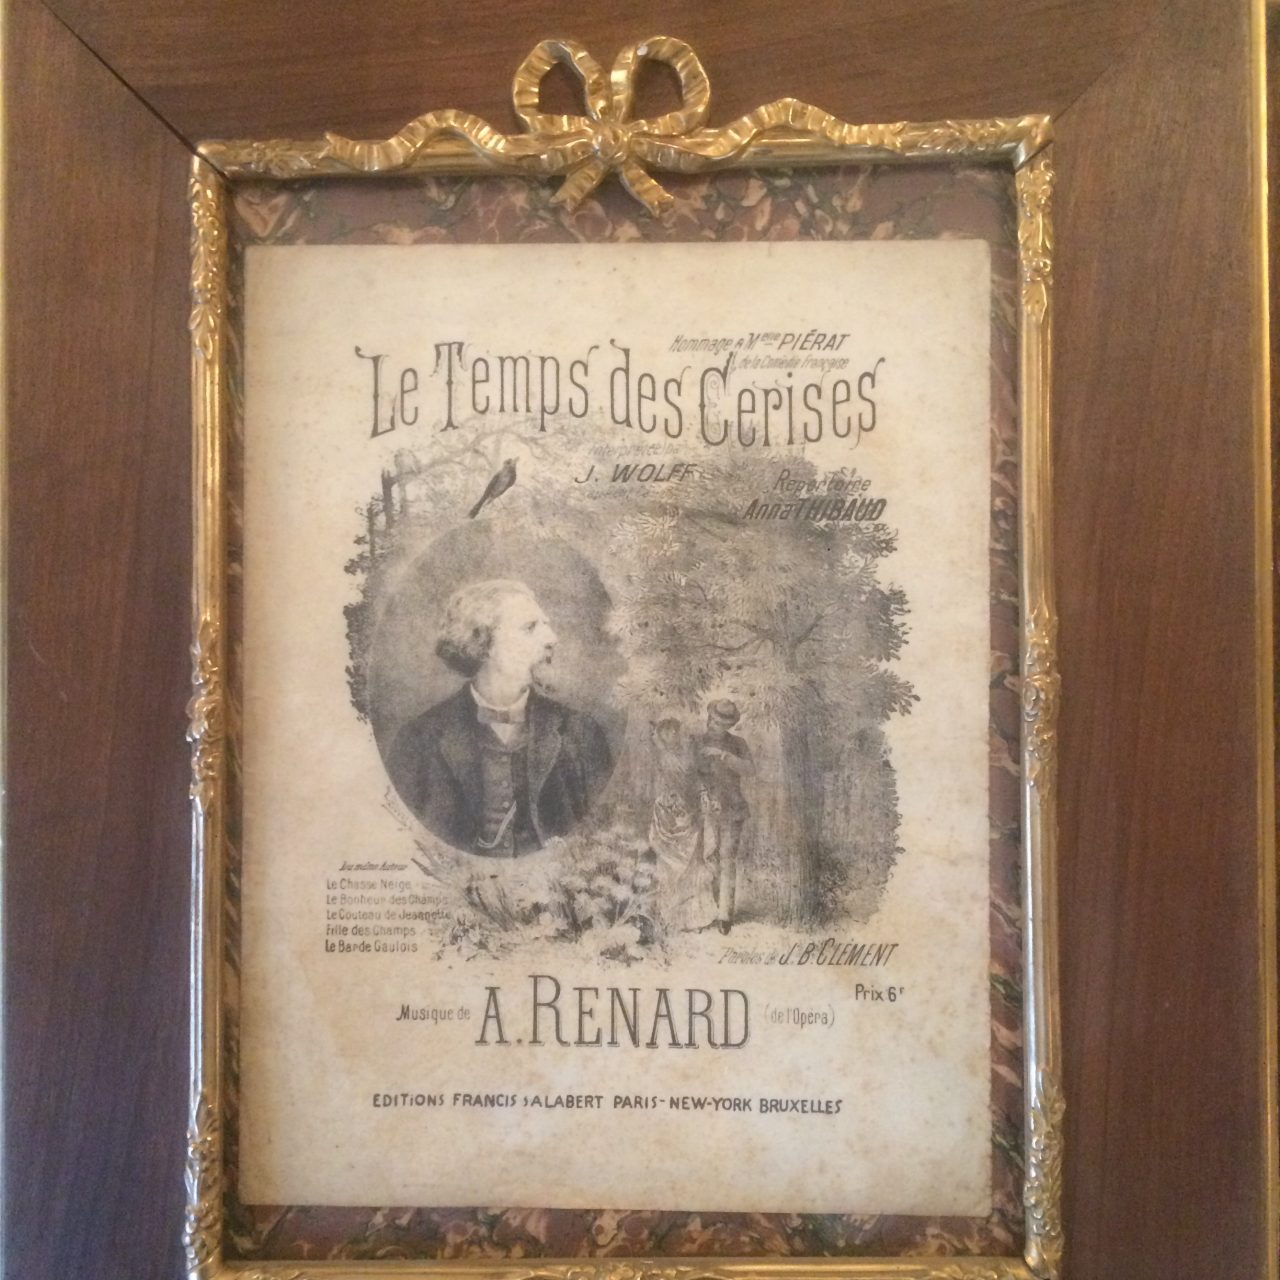 Hommage à Melle PIÉRAT
de la Comédie Française
Le Temps des Cerises
J. WOLFF
Répertoire
Anna THIBAUD
Du même Auteur
Le Chasse Neige
Le Bonheur des Champs
Le Couteau de Jeannette
Fille des Champs
Le Barde Gaulois
Paroles de J.B. CLÉMENT
Prix 6f
Musique de A. RENARD (de l'Opéra)
EDITIONS FRANCIS SALABERT PARIS-NEW-YORK BRUXELLES